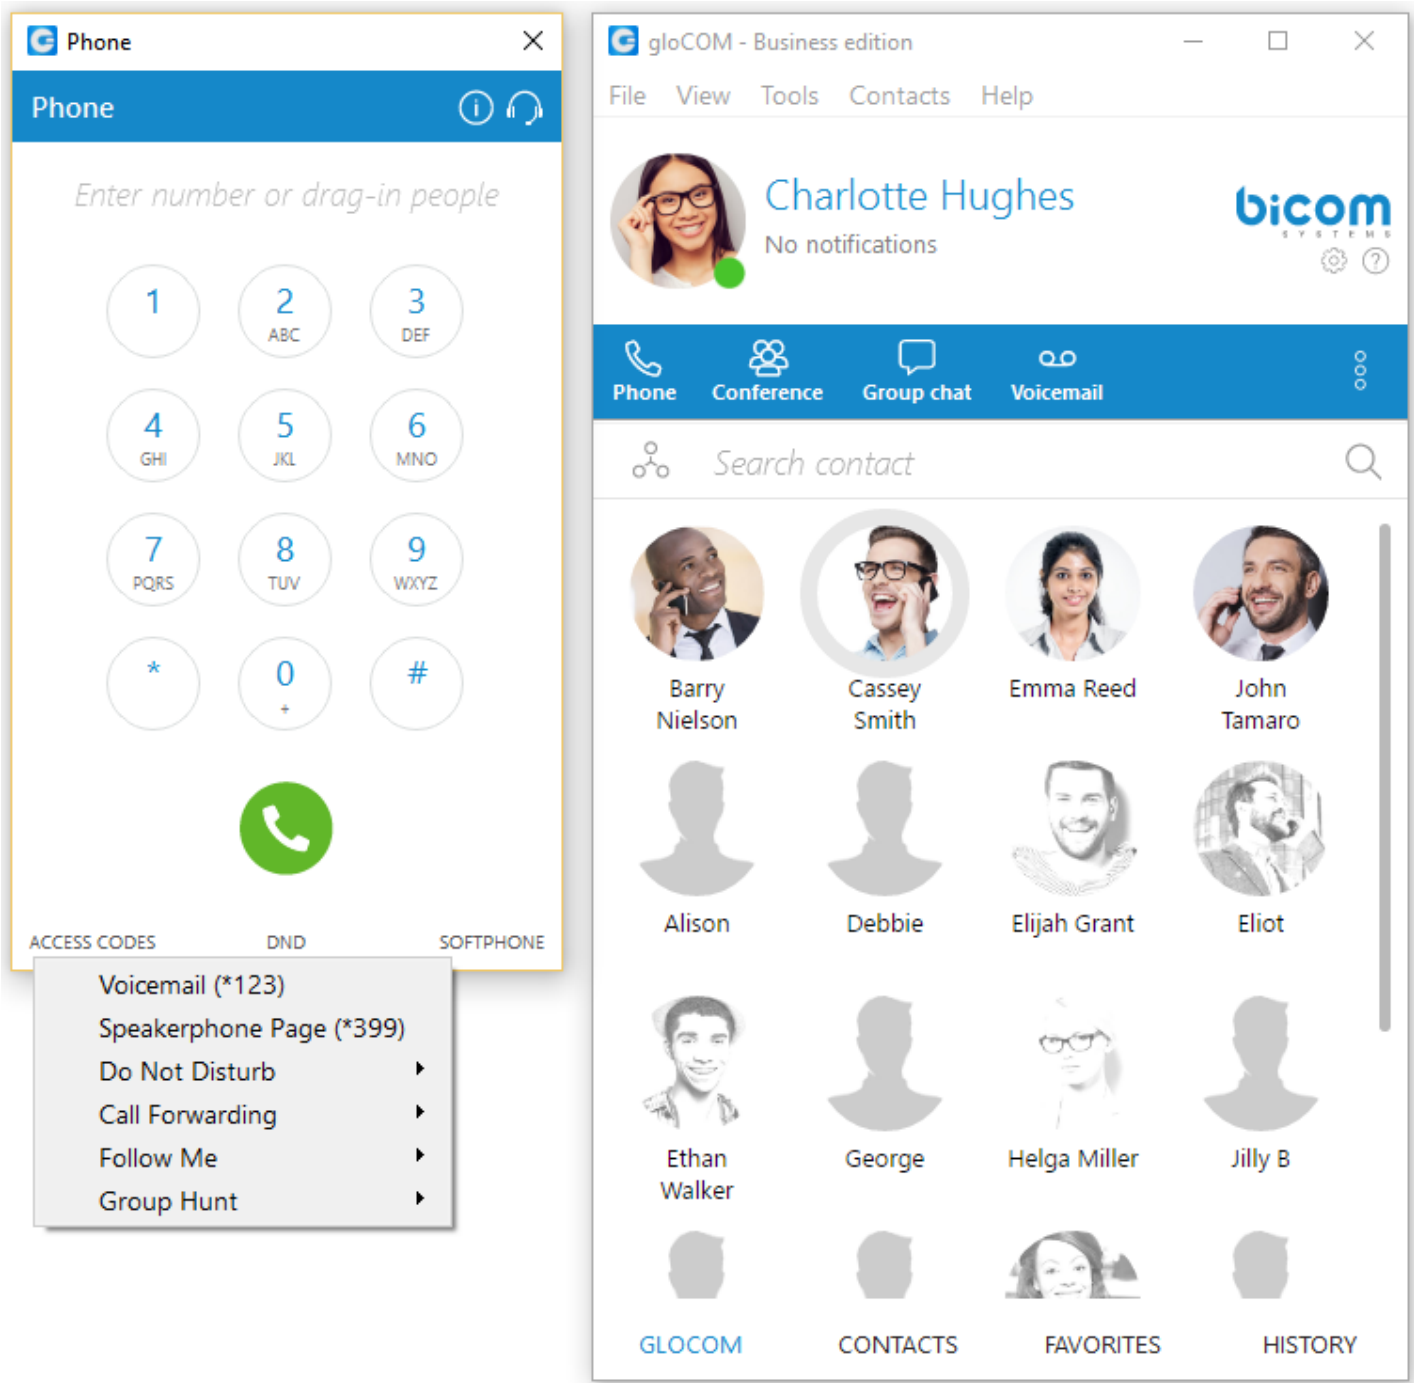 Phone
Phone
Enter number or drag-in people
1
2
ABC
3
DEF
4
GHI
5
JKL
6
MNO
7
PQRS
8
TUV
9
WXYZ
*
0
+
#
ACCESS CODES DND SOFTPHONE
Voicemail (*123)
Speakerphone Page (*399)
Do Not Disturb
Call Forwarding
Follow Me
Group Hunt
gloCOM - Business edition
File View Tools Contacts Help
Charlotte Hughes
No notifications
bicom
SYSTEMS
Phone Conference Group chat Voicemail
Search contact
Barry
Nielson
Cassey
Smith
Emma Reed
John
Tamaro
Alison
Debbie
Elijah Grant
Eliot
Ethan
Walker
George
Helga Miller
Jilly B
GLOCOM CONTACTS FAVORITES HISTORY